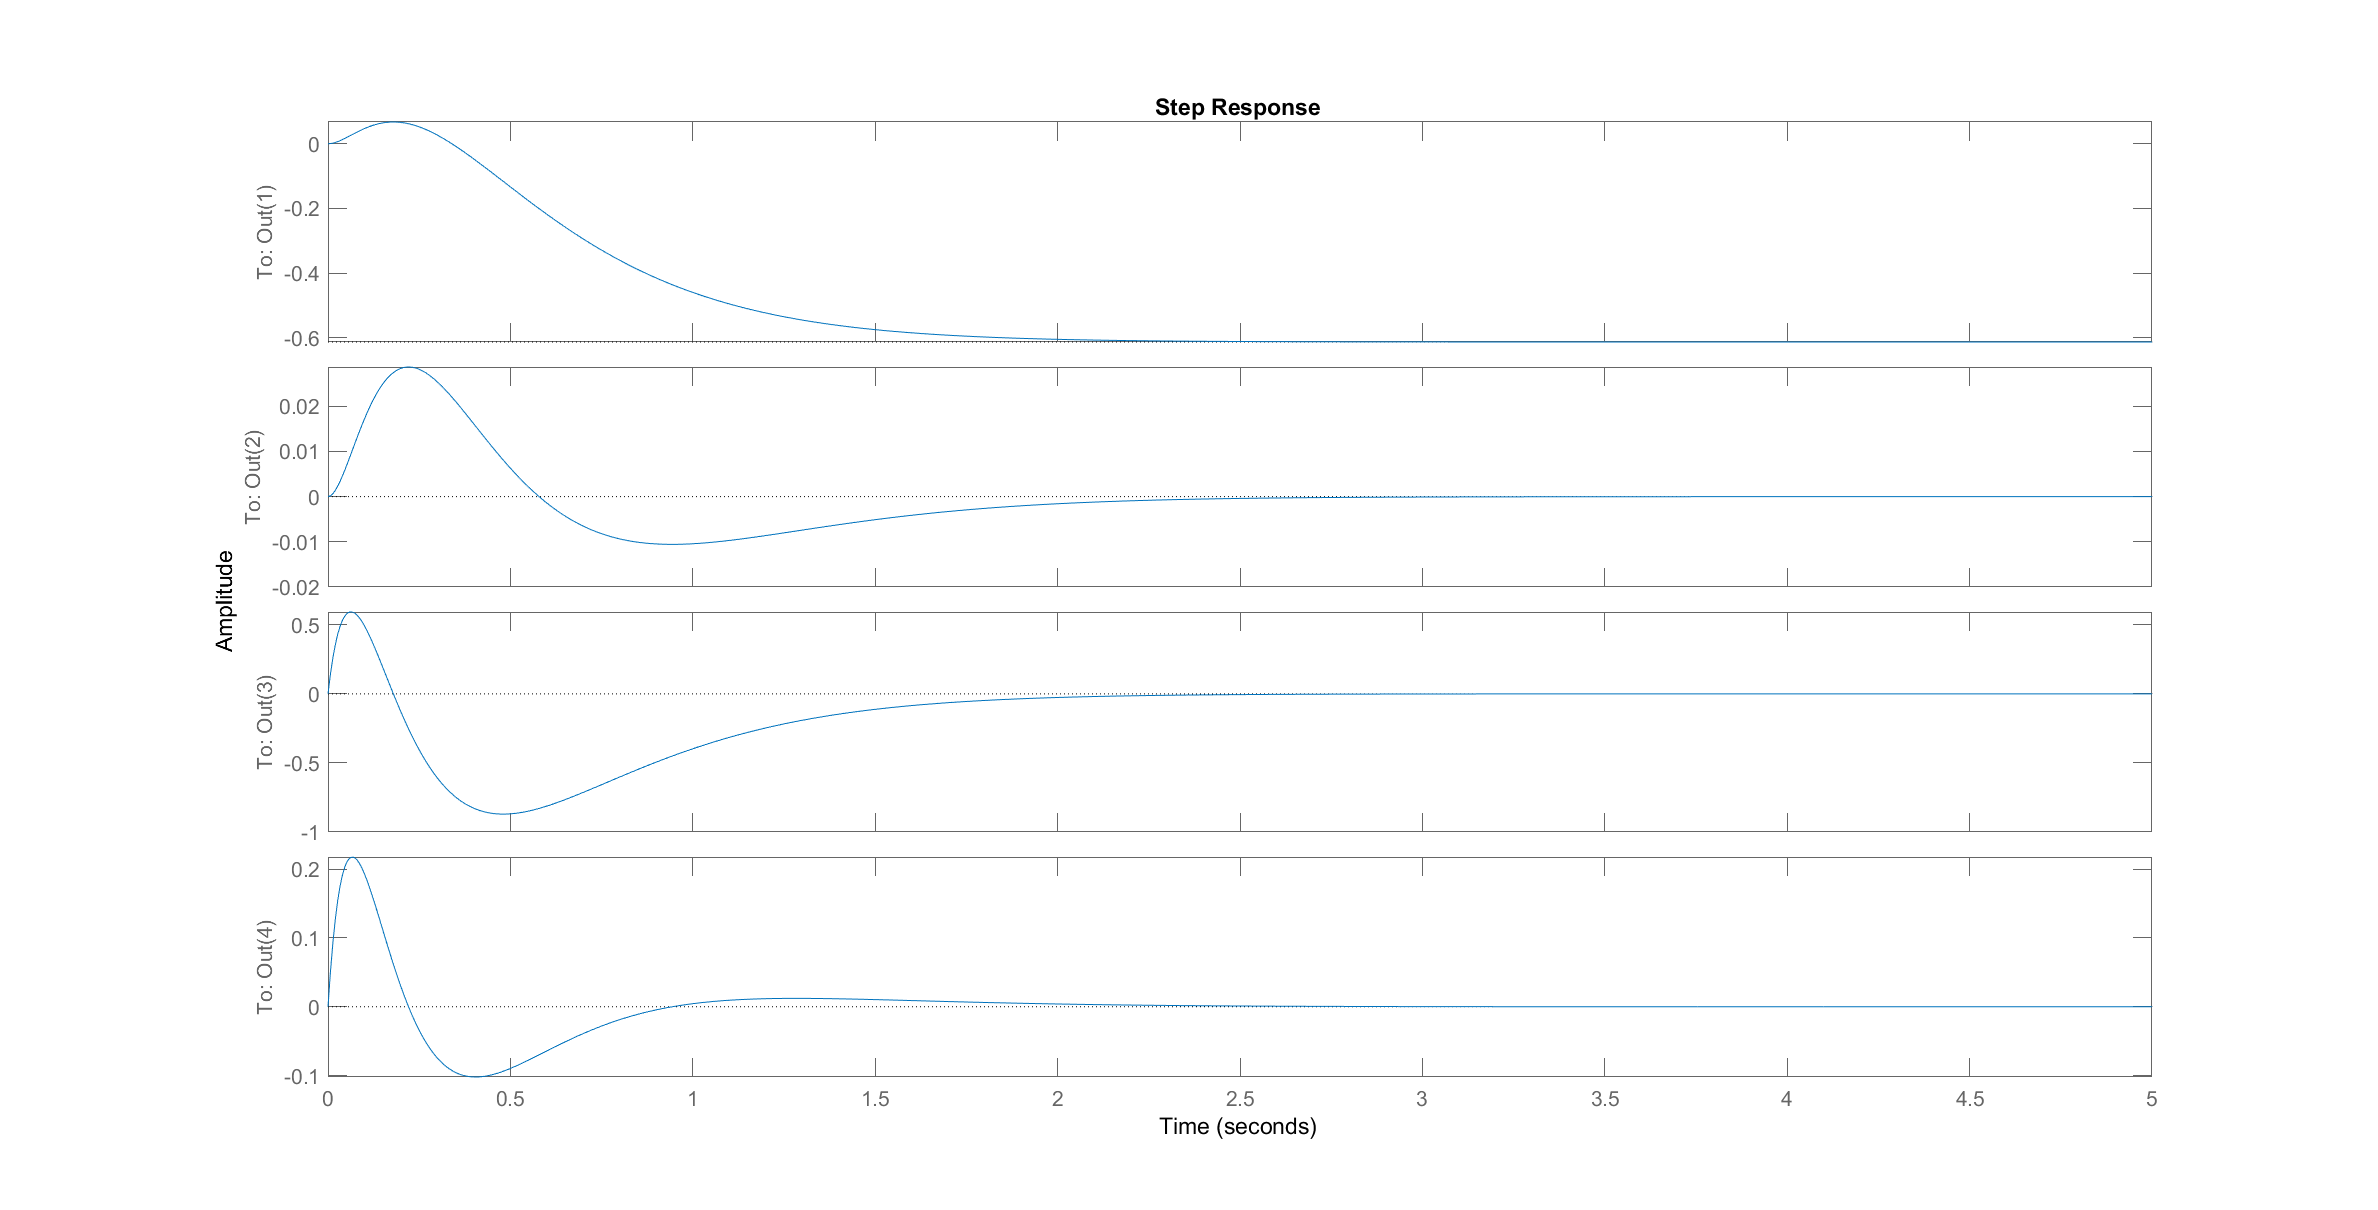 Step Response
To: Out(1)
0
-0.2
-0.4
-0.6
To: Out(2)
0.02
0.01
0
-0.01
-0.02
Amplitude
To: Out(3)
0.5
0
-0.5
-1
To: Out(4)
0.2
0.1
0
-0.1
0 0.5 1 1.5 2 2.5 3 3.5 4 4.5 5
Time (seconds)